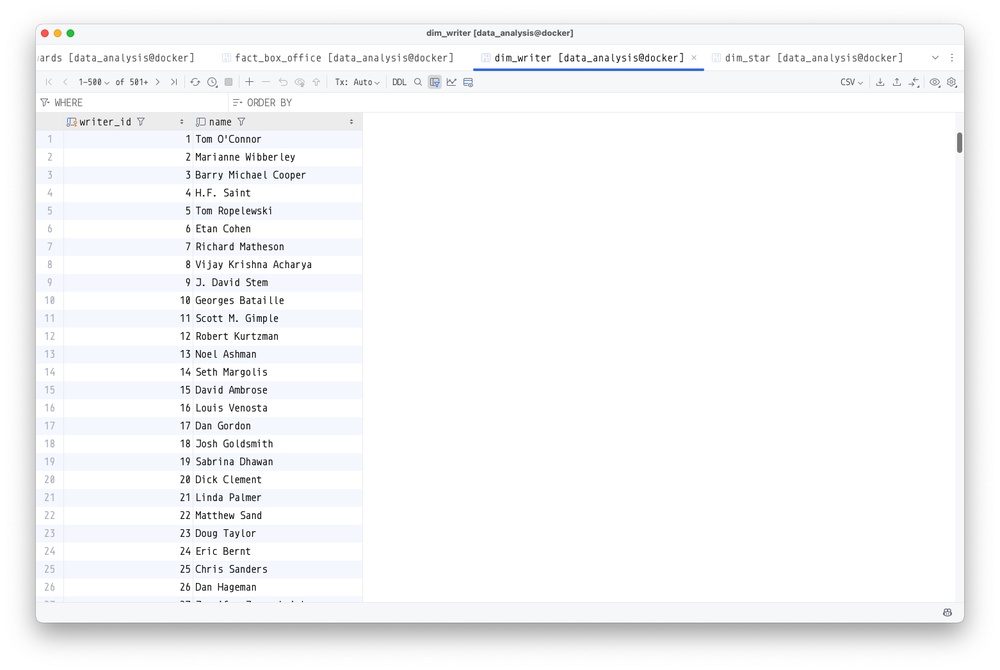 dim_writer [data_analysis@docker]
[data_analysis@docker] fact_box_office [data_analysis@docker] dim_writer [data_analysis@docker] dim_star [data_analysis@docker]
1-500 of 501+ Tx: Auto DDL CSV
WHERE ORDER BY
writer_id name
1 1 Tom O'Connor
2 2 Marianne Wibberley
3 3 Barry Michael Cooper
4 4 H.F. Saint
5 5 Tom Ropelewski
6 6 Etan Cohen
7 7 Richard Matheson
8 8 Vijay Krishna Acharya
9 9 J. David Stem
10 10 Georges Bataille
11 11 Scott M. Gimple
12 12 Robert Kurtzman
13 13 Noel Ashman
14 14 Seth Margolis
15 15 David Ambrose
16 16 Louis Venosta
17 17 Dan Gordon
18 18 Josh Goldsmith
19 19 Sabrina Dhawan
20 20 Dick Clement
21 21 Linda Palmer
22 22 Matthew Sand
23 23 Doug Taylor
24 24 Eric Bernt
25 25 Chris Sanders
26 26 Dan Hageman